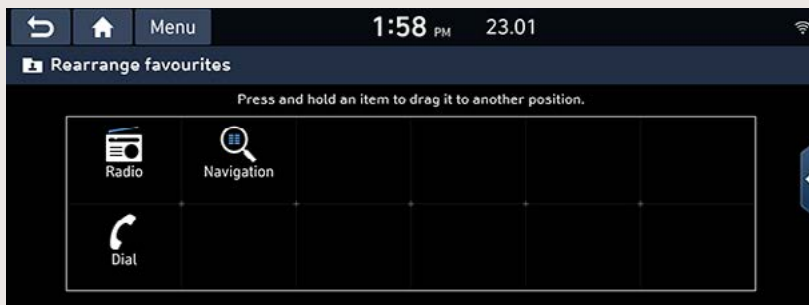 Menu 1:58 PM 23.01
Rearrange favourites
Press and hold an item to drag it to another position.
Radio Navigation
Dial